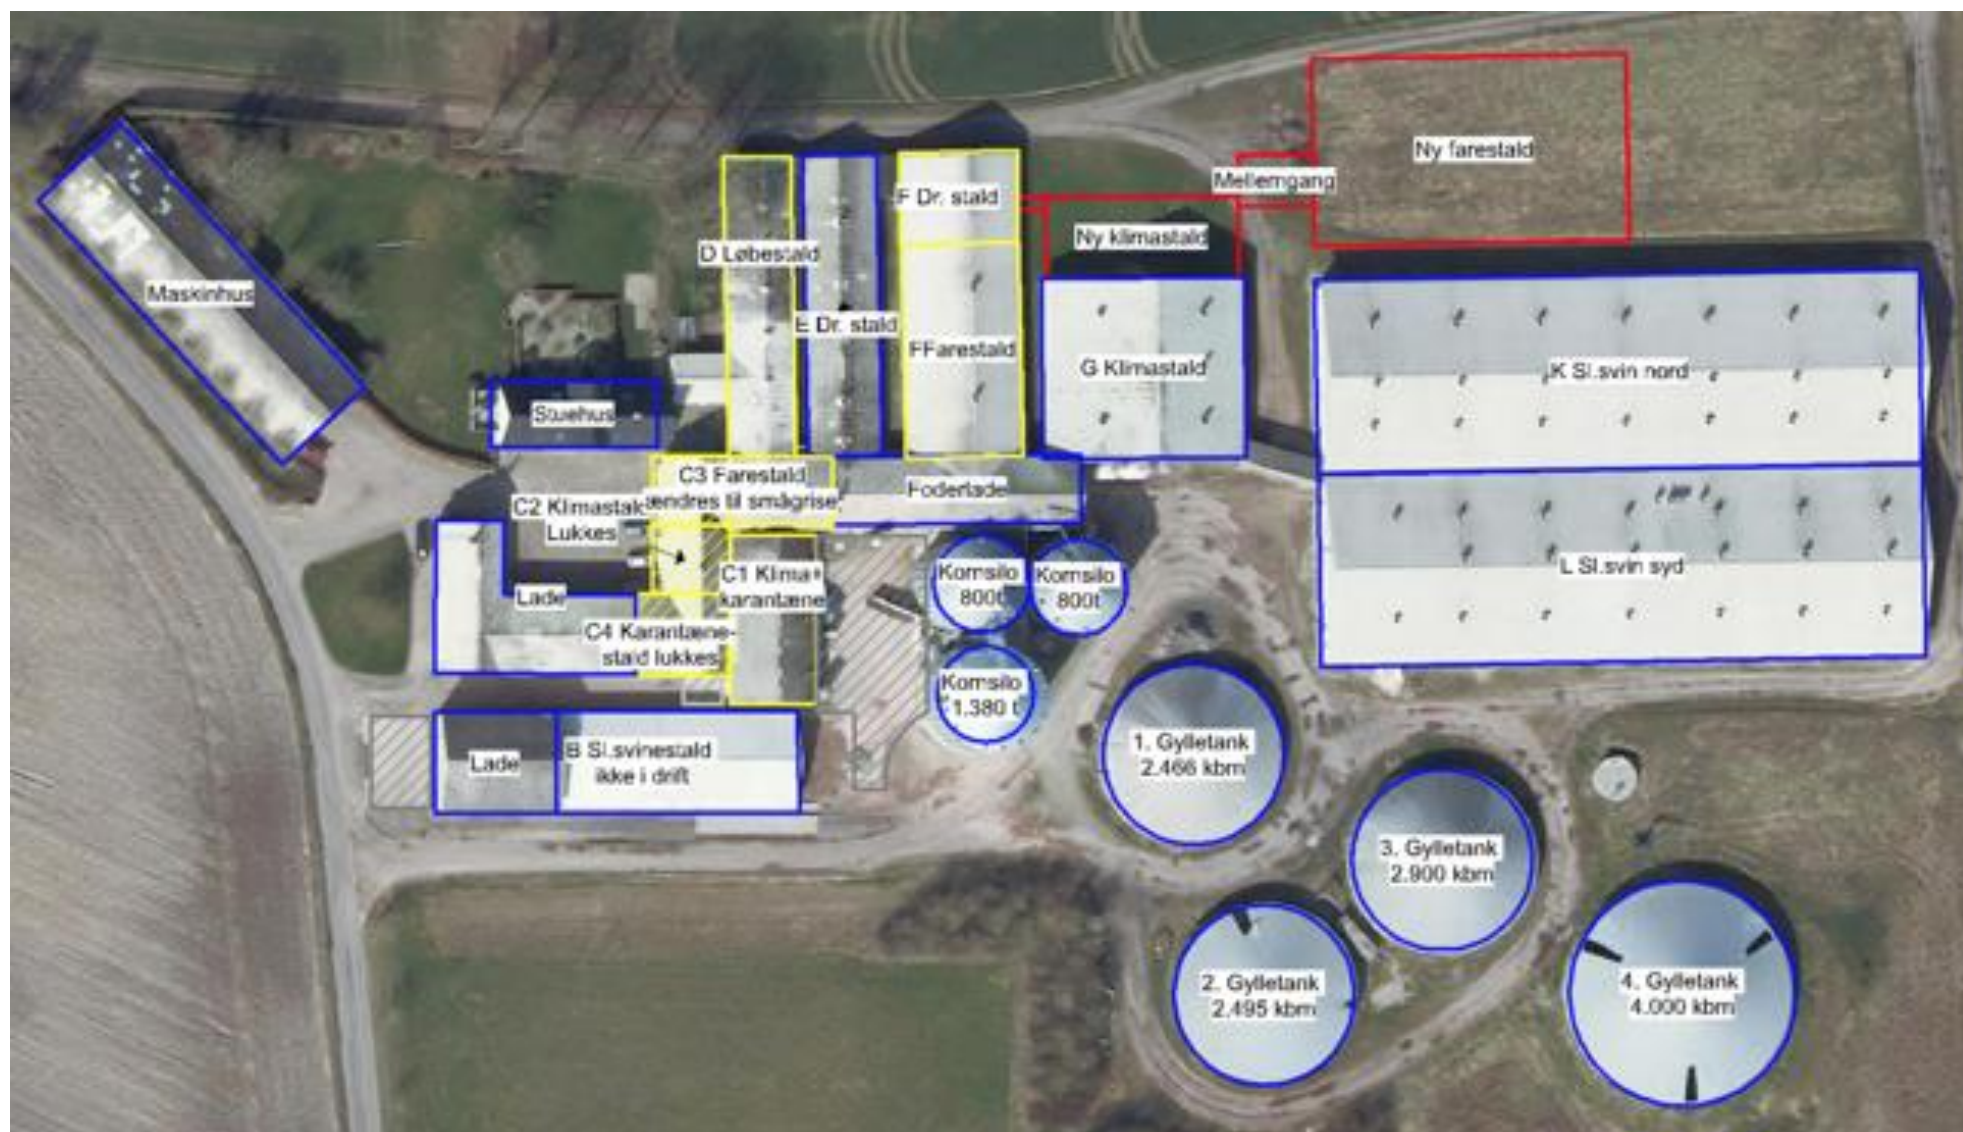 Ny farestald
Mellemgang
F Dr. stald
Ny klimastald
D Løbestald
Maskinhus
E Dr. stald
FFarestald
G Klimastald
K Sl.svin nord
Stuehus
C3 Farestald
ændres til smågrise
Foderlade
C2 Klimastald
Lukkes
L Sl.svin syd
C1 Klima+
karantæne
Kornsilo
800t
Kornsilo
800t
Lade
C4 Karantæne-
stald lukkes
Kornsilo
1.380 t
1. Gylletank
2.466 kbm
Lade
B Sl.svinestald
ikke i drift
3. Gylletank
2.900 kbm
2. Gylletank
2.495 kbm
4. Gylletank
4.000 kbm